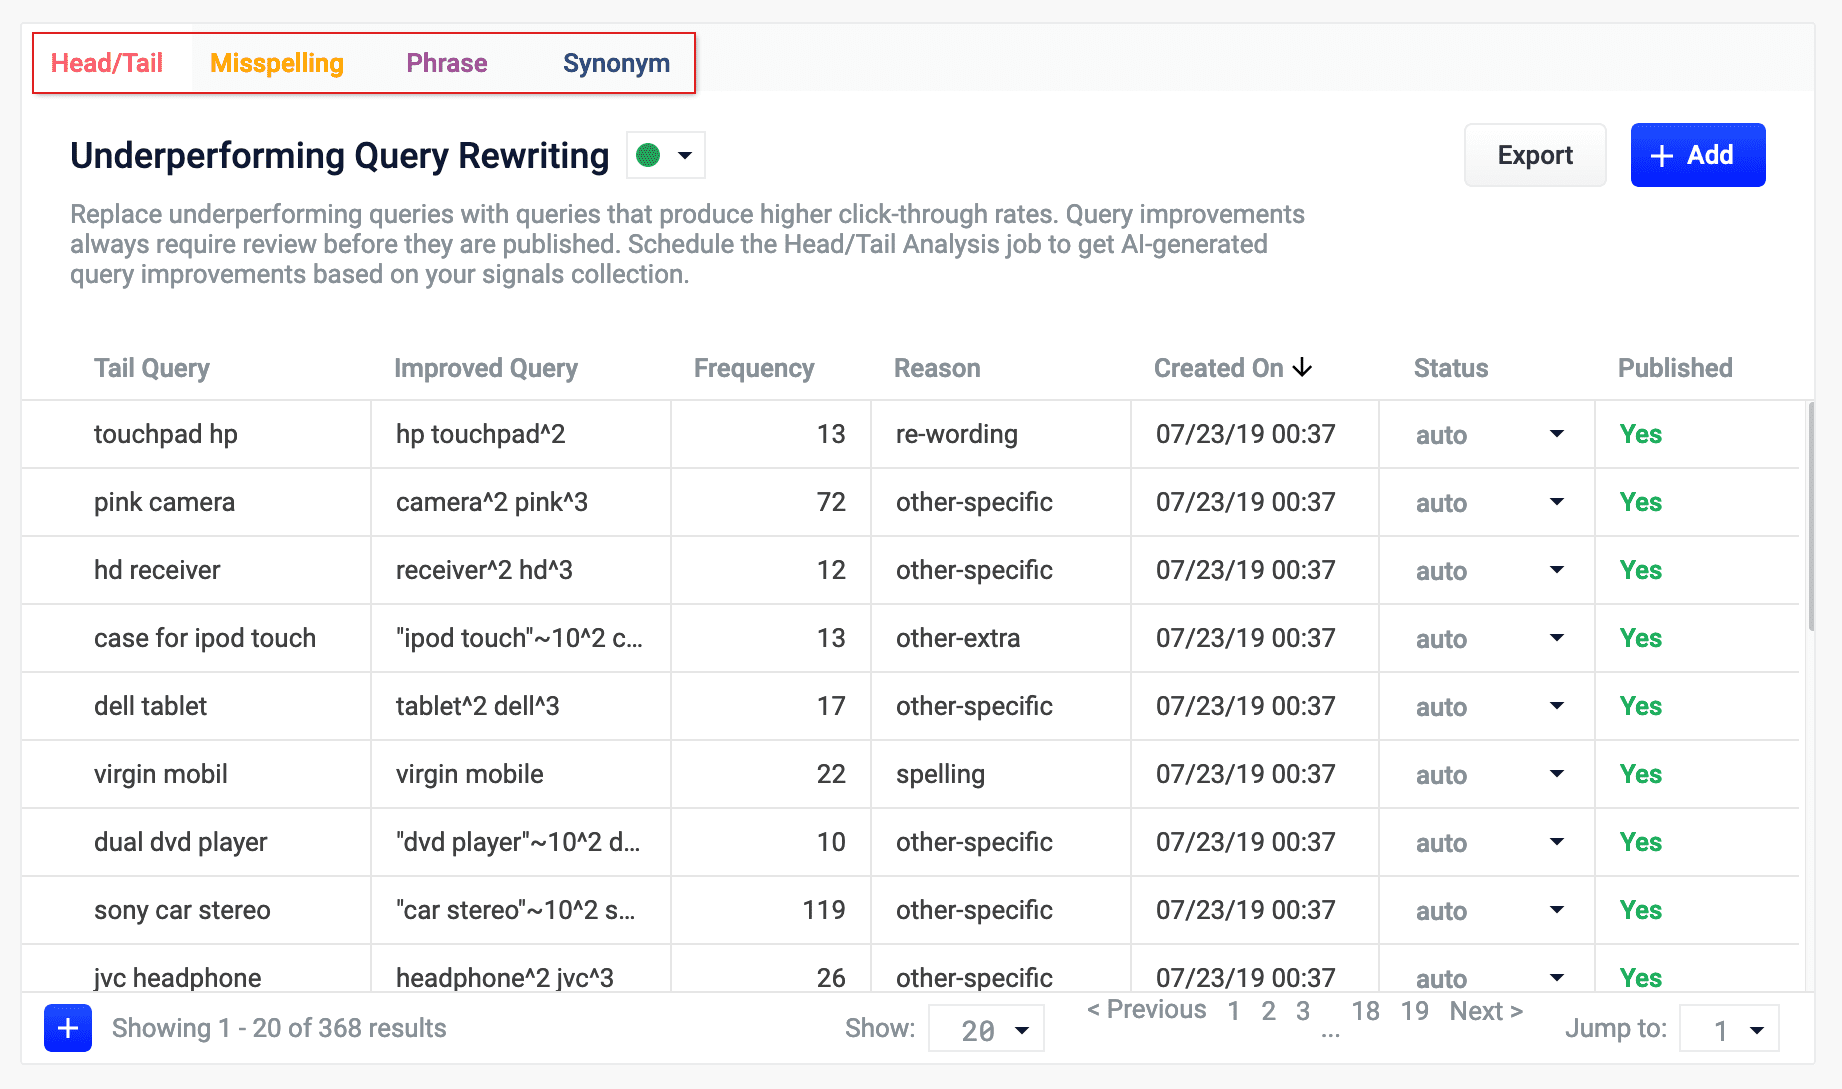 Head/Tail Misspelling Phrase Synonym
Underperforming Query Rewriting
Export + Add
Replace underperforming queries with queries that produce higher click-through rates. Query improvements
always require review before they are published. Schedule the Head/Tail Analysis job to get AI-generated
query improvements based on your signals collection.
Tail Query Improved Query Frequency Reason Created On ↓ Status Published
touchpad hp hp touchpad^2 13 re-wording 07/23/19 00:37 auto Yes
pink camera camera^2 pink^3 72 other-specific 07/23/19 00:37 auto Yes
hd receiver receiver^2 hd^3 12 other-specific 07/23/19 00:37 auto Yes
case for ipod touch "ipod touch"~10^2 c... 13 other-extra 07/23/19 00:37 auto Yes
dell tablet tablet^2 dell^3 17 other-specific 07/23/19 00:37 auto Yes
virgin mobil virgin mobile 22 spelling 07/23/19 00:37 auto Yes
dual dvd player "dvd player"~10^2 d... 10 other-specific 07/23/19 00:37 auto Yes
sony car stereo "car stereo"~10^2 s... 119 other-specific 07/23/19 00:37 auto Yes
jvc headphone headphone^2 jvc^3 26 other-specific 07/23/19 00:37 auto Yes
+ Showing 1 - 20 of 368 results Show: 20 < Previous 1 2 3 ... 18 19 Next > Jump to: 1